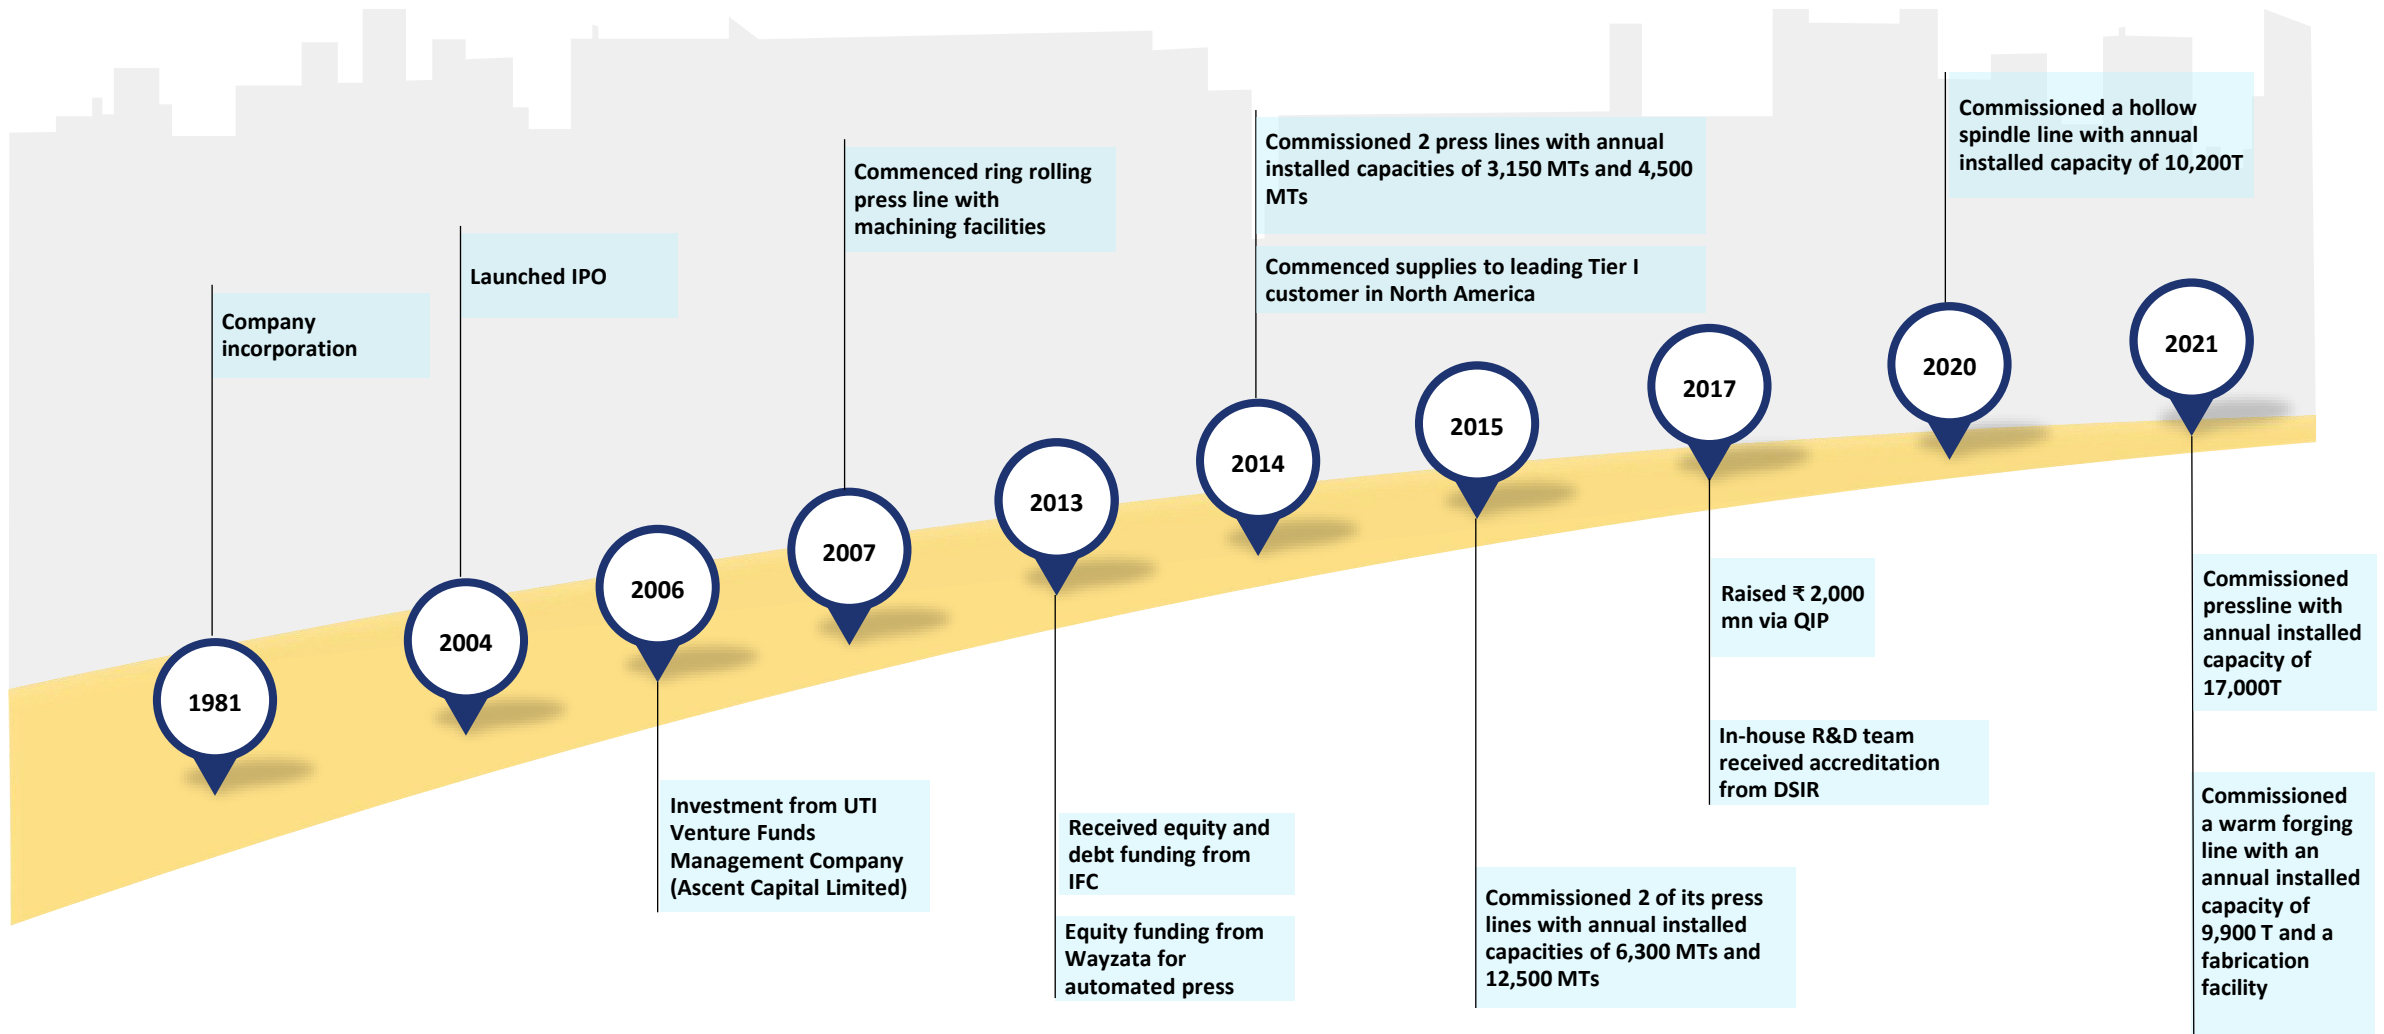 1981
Company
incorporation
2004
Launched IPO
2006
Investment from UTI
Venture Funds
Management Company
(Ascent Capital Limited)
2007
Commenced ring rolling
press line with
machining facilities
2013
Received equity and
debt funding from
IFC
Equity funding from
Wayzata for
automated press
2014
Commissioned 2 press lines with annual
installed capacities of 3,150 MTs and 4,500
MTs
Commenced supplies to leading Tier I
customer in North America
2015
Commissioned 2 of its press
lines with annual installed
capacities of 6,300 MTs and
12,500 MTs
2017
Raised ₹ 2,000
mn via QIP
In-house R&D team
received accreditation
from DSIR
2020
Commissioned a hollow
spindle line with annual
installed capacity of 10,200T
2021
Commissioned
pressline with
annual installed
capacity of
17,000T
Commissioned
a warm forging
line with an
annual installed
capacity of
9,900 T and a
fabrication
facility